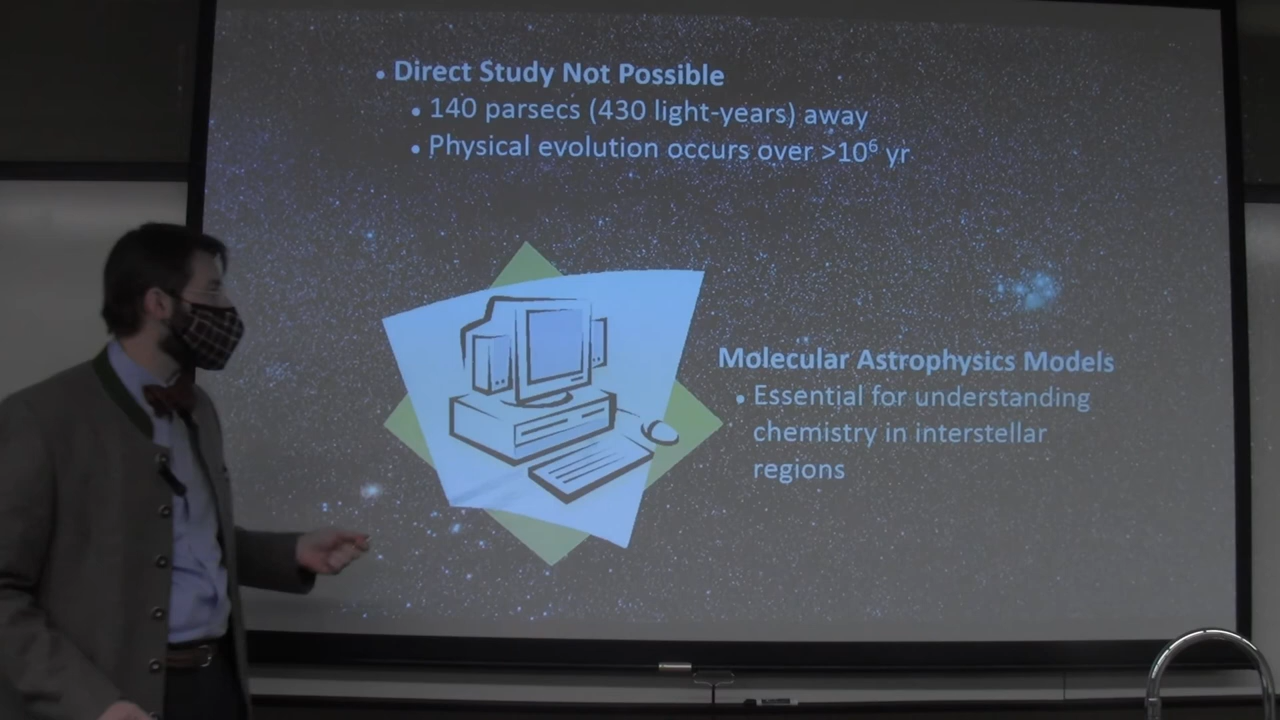 • Direct Study Not Possible
• 140 parsecs (430 light-years) away
• Physical evolution occurs over >10⁶ yr
Molecular Astrophysics Models
• Essential for understanding
chemistry in interstellar
regions